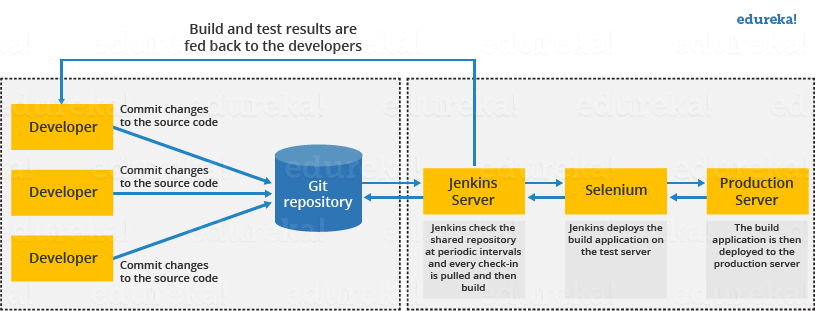 edureka!
Build and test results are
fed back to the developers
Developer
Commit changes
to the source code
Developer
Commit changes
to the source code
Developer
Commit changes
to the source code
Git
repository
Jenkins
Server
Jenkins check the
shared repository
at periodic intervals
and every check-in
is pulled and then
build
Selenium
Jenkins deploys the
build application on
the test server
Production
Server
The build
application is then
deployed to the
production server
edureka!
edureka!